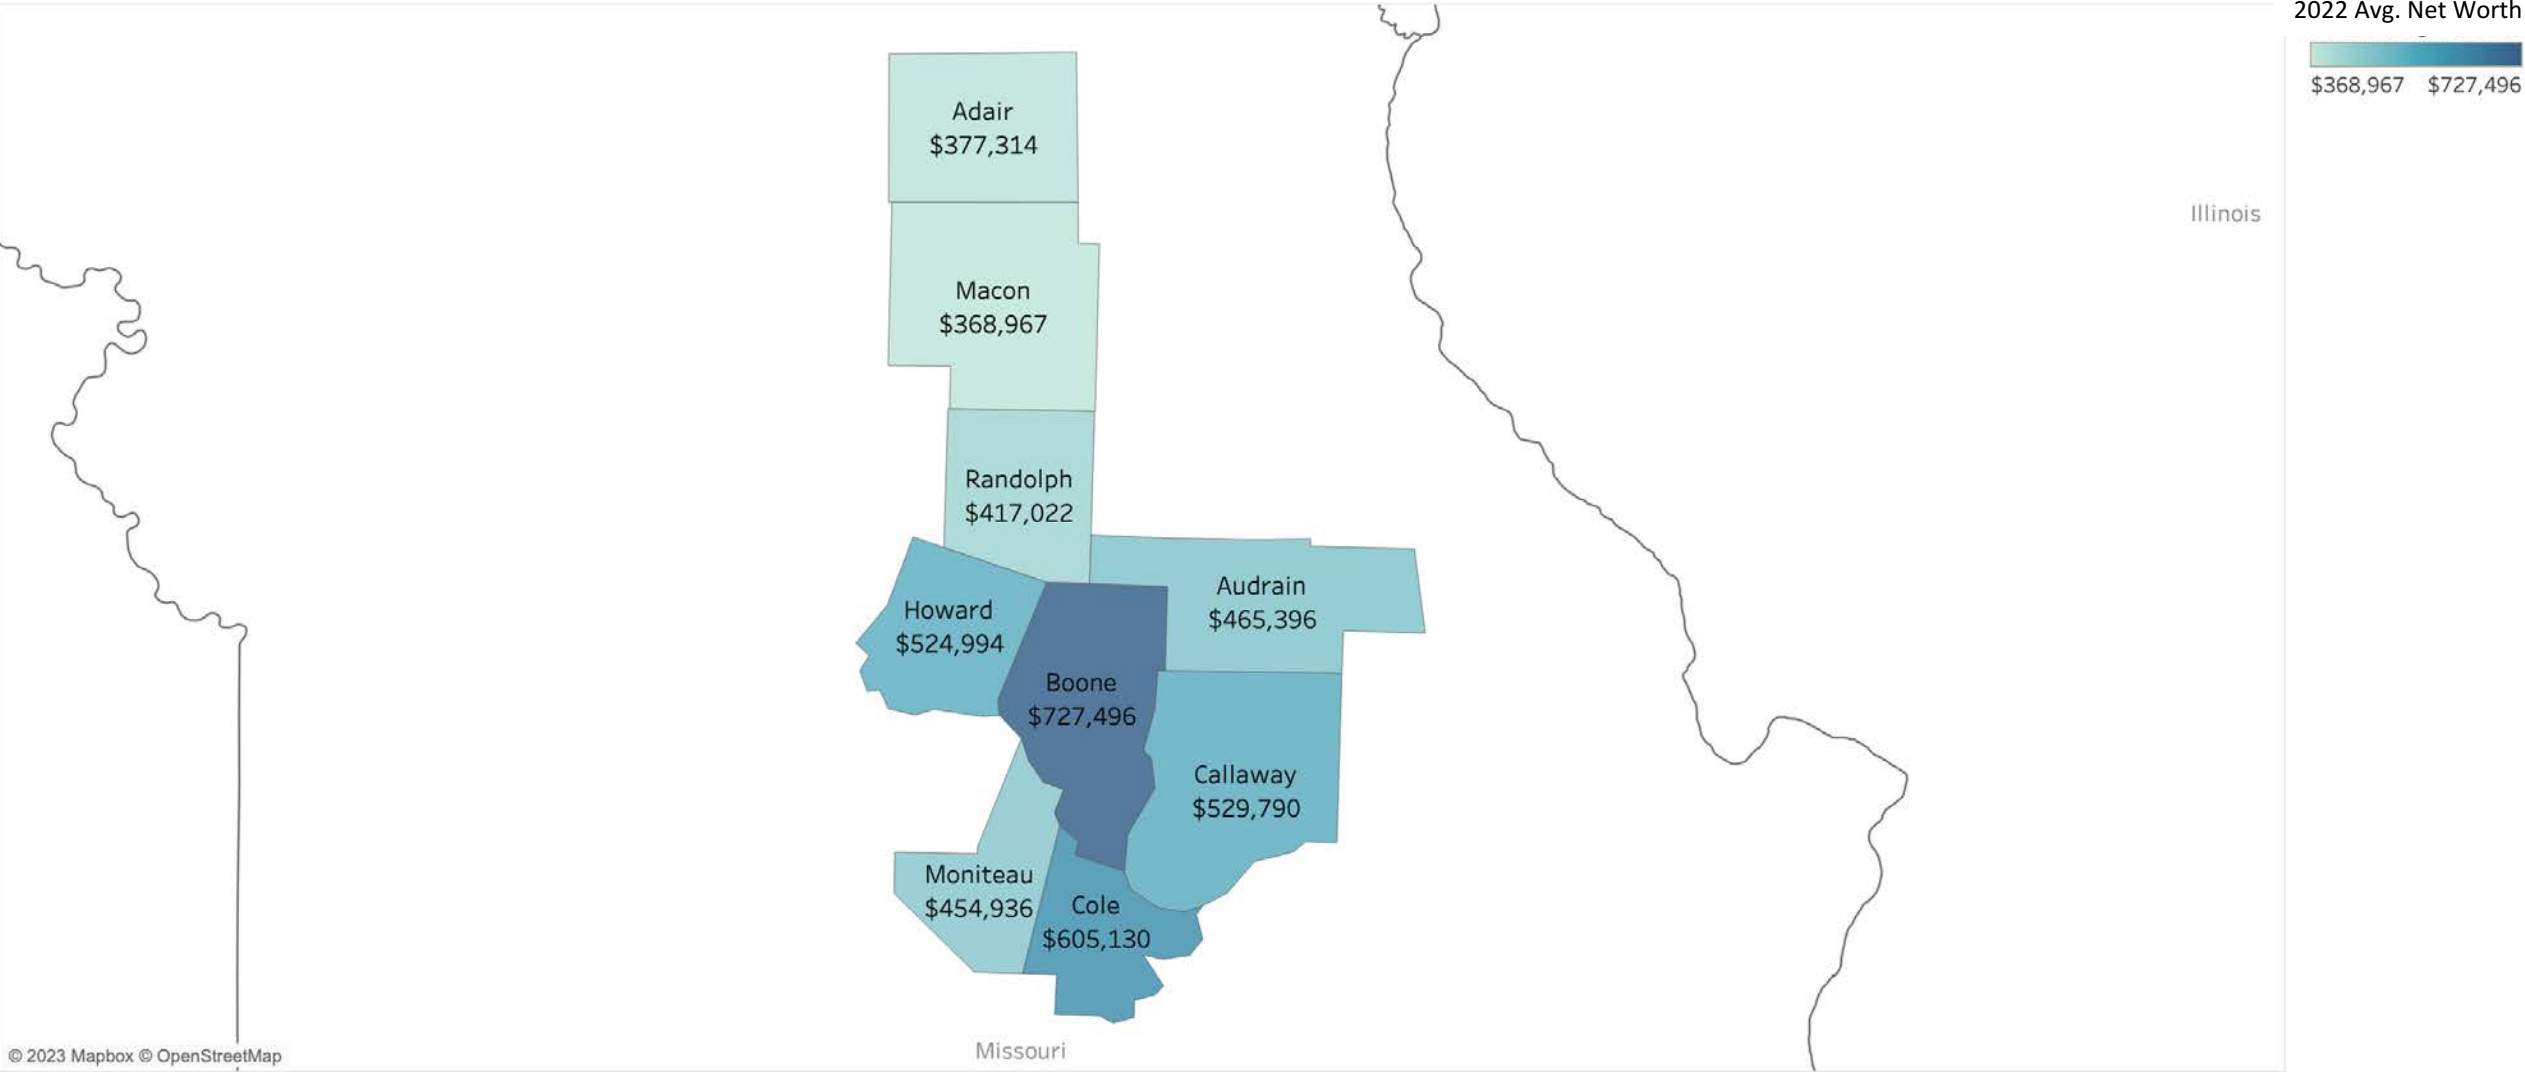 2022 Avg. Net Worth
$368,967 $727,496
Adair
$377,314
Illinois
Macon
$368,967
Randolph
$417,022
Audrain
$465,396
Howard
$524,994
Boone
$727,496
Callaway
$529,790
Moniteau
$454,936
Cole
$605,130
Missouri
© 2023 Mapbox © OpenStreetMap